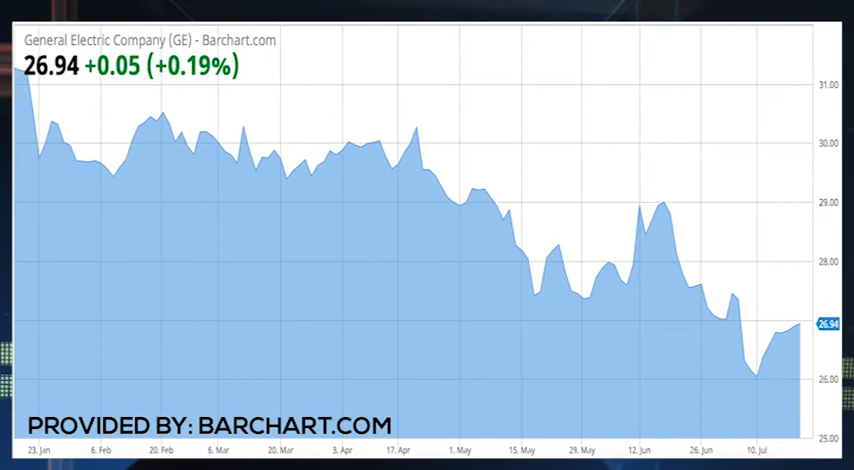 General Electric Company (GE) - Barchart.com
26.94 +0.05 (+0.19%)
31.00
30.00
29.00
28.00
26.94
26.00
25.00
PROVIDED BY: BARCHART.COM
23. Jan 6. Feb 20. Feb 6. Mar 20. Mar 3. Apr 17. Apr 1. May 15. May 29. May 12. Jun 26. Jun 10. Jul